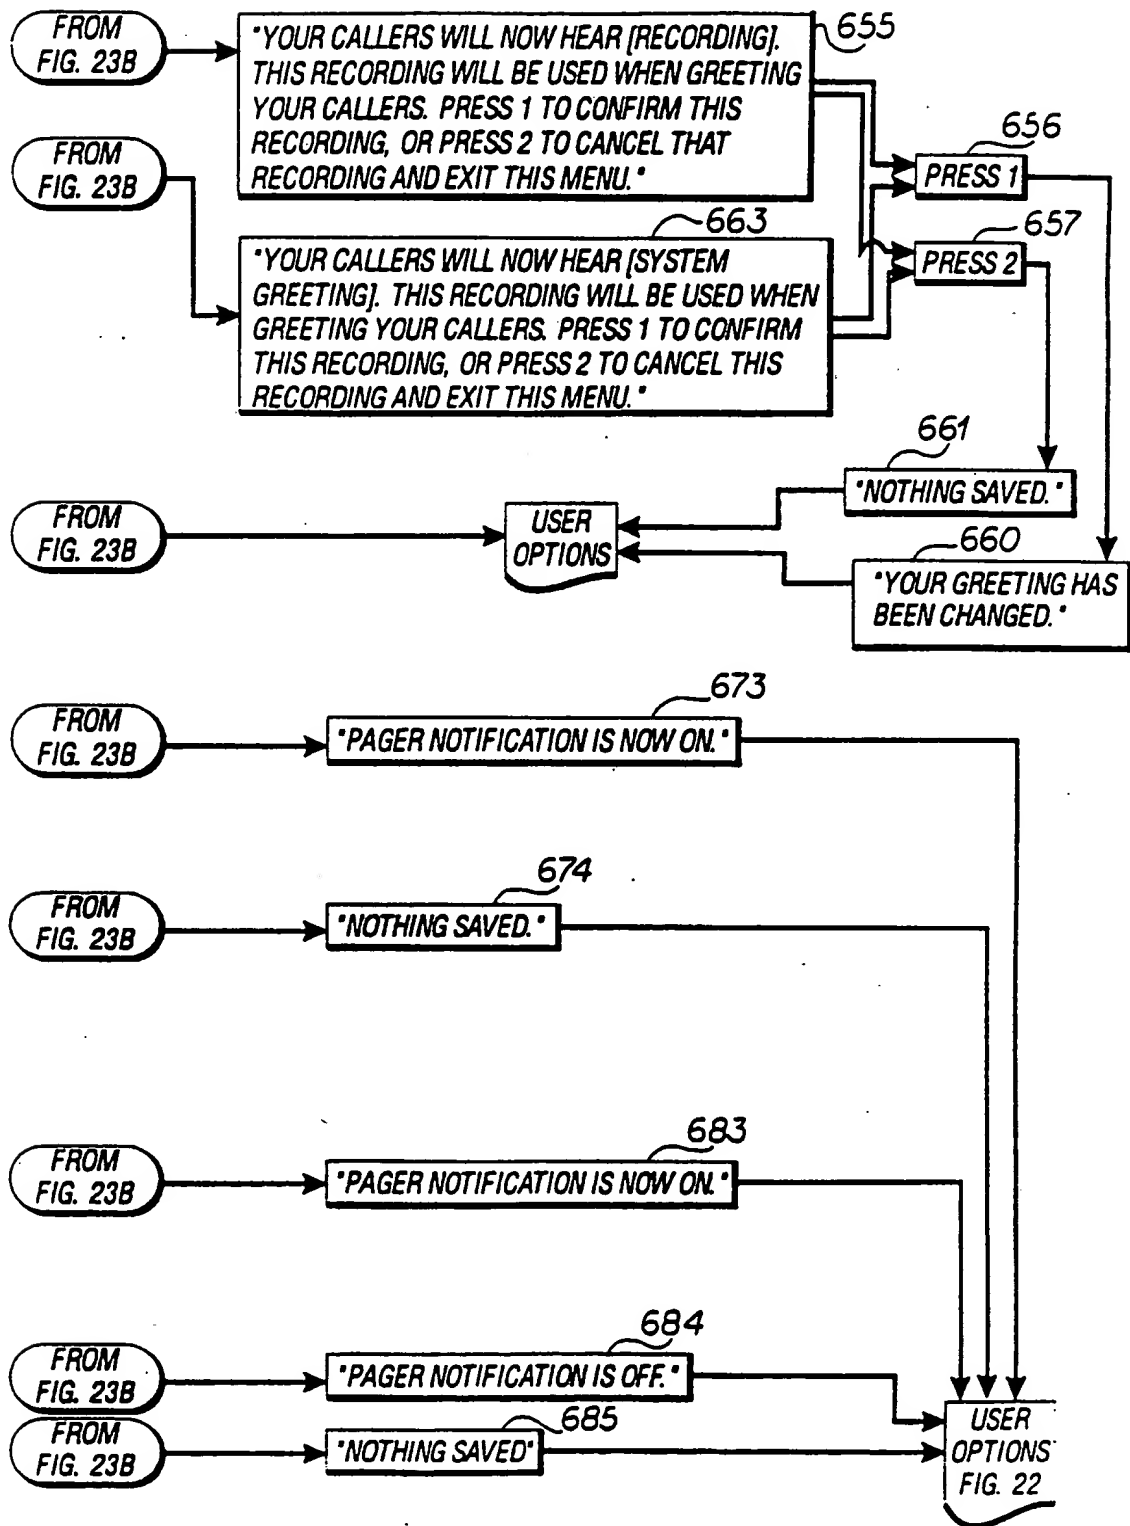 FROM
FIG. 23B
"YOUR CALLERS WILL NOW HEAR [RECORDING].
THIS RECORDING WILL BE USED WHEN GREETING
YOUR CALLERS. PRESS 1 TO CONFIRM THIS
RECORDING, OR PRESS 2 TO CANCEL THAT
RECORDING AND EXIT THIS MENU."
655
FROM
FIG. 23B
656
PRESS 1
663
657
PRESS 2
"YOUR CALLERS WILL NOW HEAR [SYSTEM
GREETING]. THIS RECORDING WILL BE USED WHEN
GREETING YOUR CALLERS. PRESS 1 TO CONFIRM
THIS RECORDING, OR PRESS 2 TO CANCEL THIS
RECORDING AND EXIT THIS MENU."
661
"NOTHING SAVED."
FROM
FIG. 23B
USER
OPTIONS
660
"YOUR GREETING HAS
BEEN CHANGED."
673
FROM
FIG. 23B
"PAGER NOTIFICATION IS NOW ON."
674
FROM
FIG. 23B
"NOTHING SAVED."
683
FROM
FIG. 23B
"PAGER NOTIFICATION IS NOW ON."
684
FROM
FIG. 23B
"PAGER NOTIFICATION IS OFF."
685
FROM
FIG. 23B
"NOTHING SAVED"
USER
OPTIONS
FIG. 22